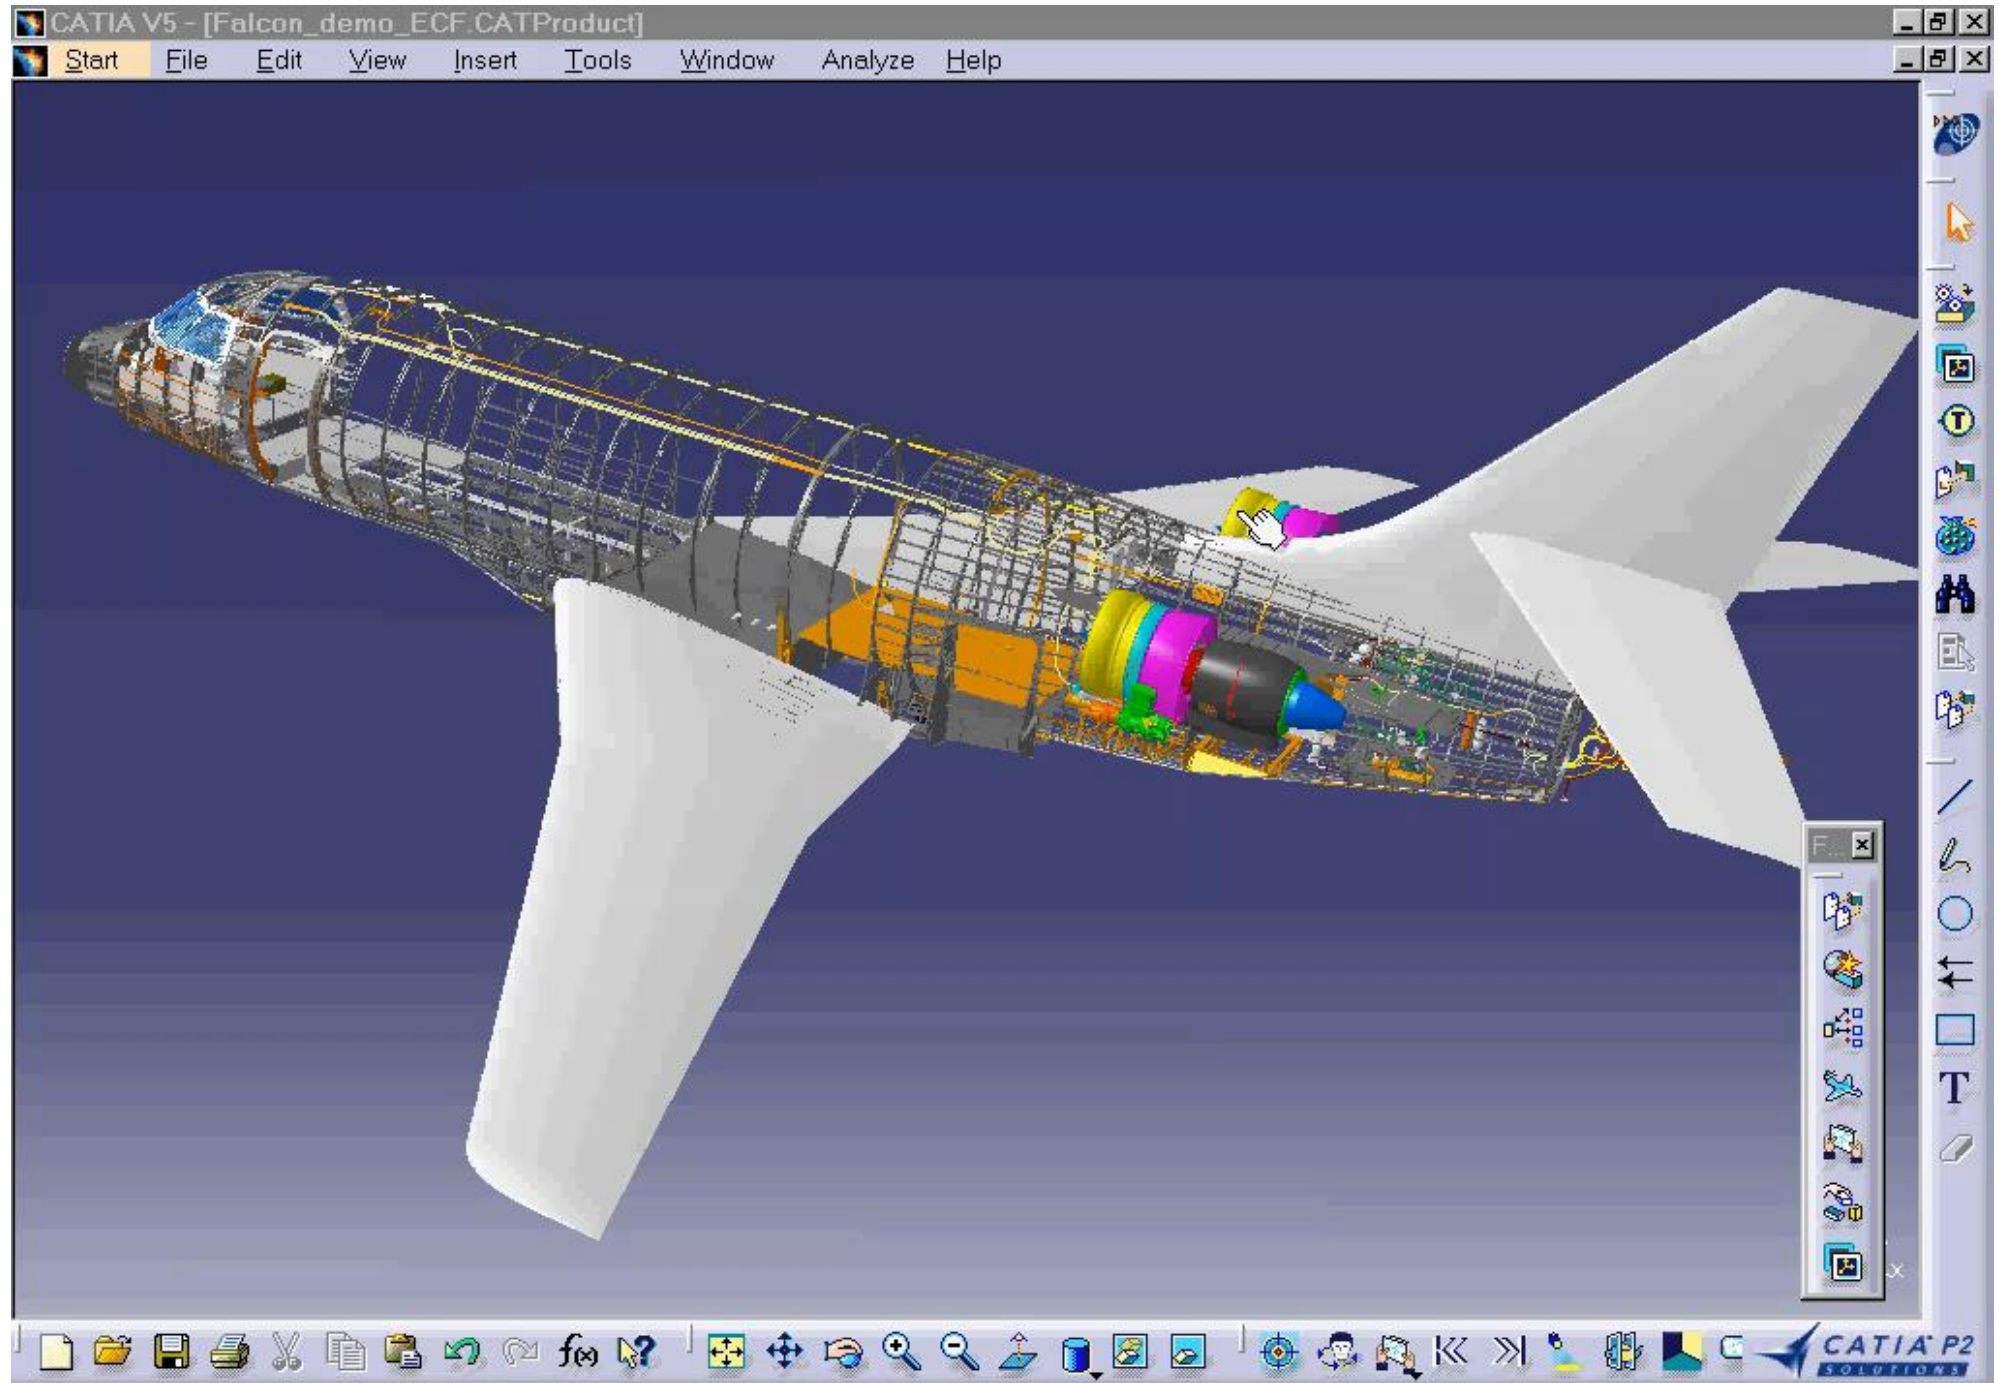 CATIA V5 - [Falcon_demo_ECF.CATProduct]
Start File Edit View Insert Tools Window Analyze Help
T
F...
T
x
f(x) ?
CATIA P2
SOLUTIONS